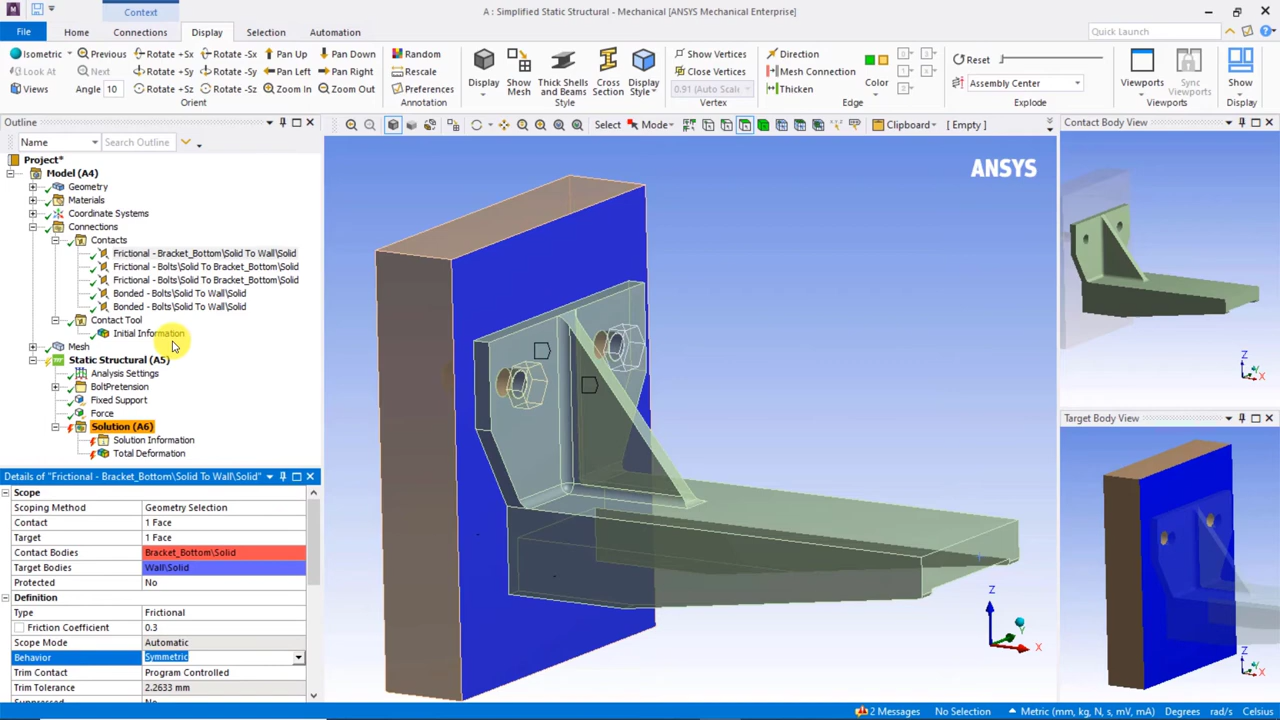 Context
A : Simplified Static Structural - Mechanical [ANSYS Mechanical Enterprise]
File Home Connections Display Selection Automation Quick Launch
Isometric Previous Rotate +Sx Rotate -Sx Pan Up Pan Down Random Show Vertices Direction Reset
Look At Next Rotate +Sy Rotate -Sy Pan Left Pan Right Rescale Close Vertices Mesh Connection
Views Angle 10 Rotate +Sz Rotate -Sz Zoom In Zoom Out Preferences 0.91 (Auto Scale) Thicken Assembly Center
Display Show Mesh Thick Shells and Beams Cross Section Display Style Color Viewports Sync Viewports Show
Orient Annotation Style Vertex Edge Explode Viewports Display
Outline
Select Mode Clipboard [ Empty ]
Contact Body View
Name Search Outline
Project*
Model (A4)
Geometry
Materials
Coordinate Systems
Connections
Contacts
Frictional - Bracket_Bottom\Solid To Wall\Solid
Frictional - Bolts\Solid To Bracket_Bottom\Solid
Frictional - Bolts\Solid To Bracket_Bottom\Solid
Bonded - Bolts\Solid To Wall\Solid
Bonded - Bolts\Solid To Wall\Solid
Contact Tool
Initial Information
Mesh
Static Structural (A5)
Analysis Settings
BoltPretension
Fixed Support
Force
Solution (A6)
Solution Information
Total Deformation
ANSYS
Z
Y
X
Z
Y
X
Target Body View
Z
Y
X
Details of "Frictional - Bracket_Bottom\Solid To Wall\Solid"
Scope
Scoping Method Geometry Selection
Contact 1 Face
Target 1 Face
Contact Bodies Bracket_Bottom\Solid
Target Bodies Wall\Solid
Protected No
Definition
Type Frictional
Friction Coefficient 0.3
Scope Mode Automatic
Behavior Symmetric
Trim Contact Program Controlled
Trim Tolerance 2.2633 mm
Suppressed No
2 Messages No Selection Metric (mm, kg, N, s, mV, mA) Degrees rad/s Celsius